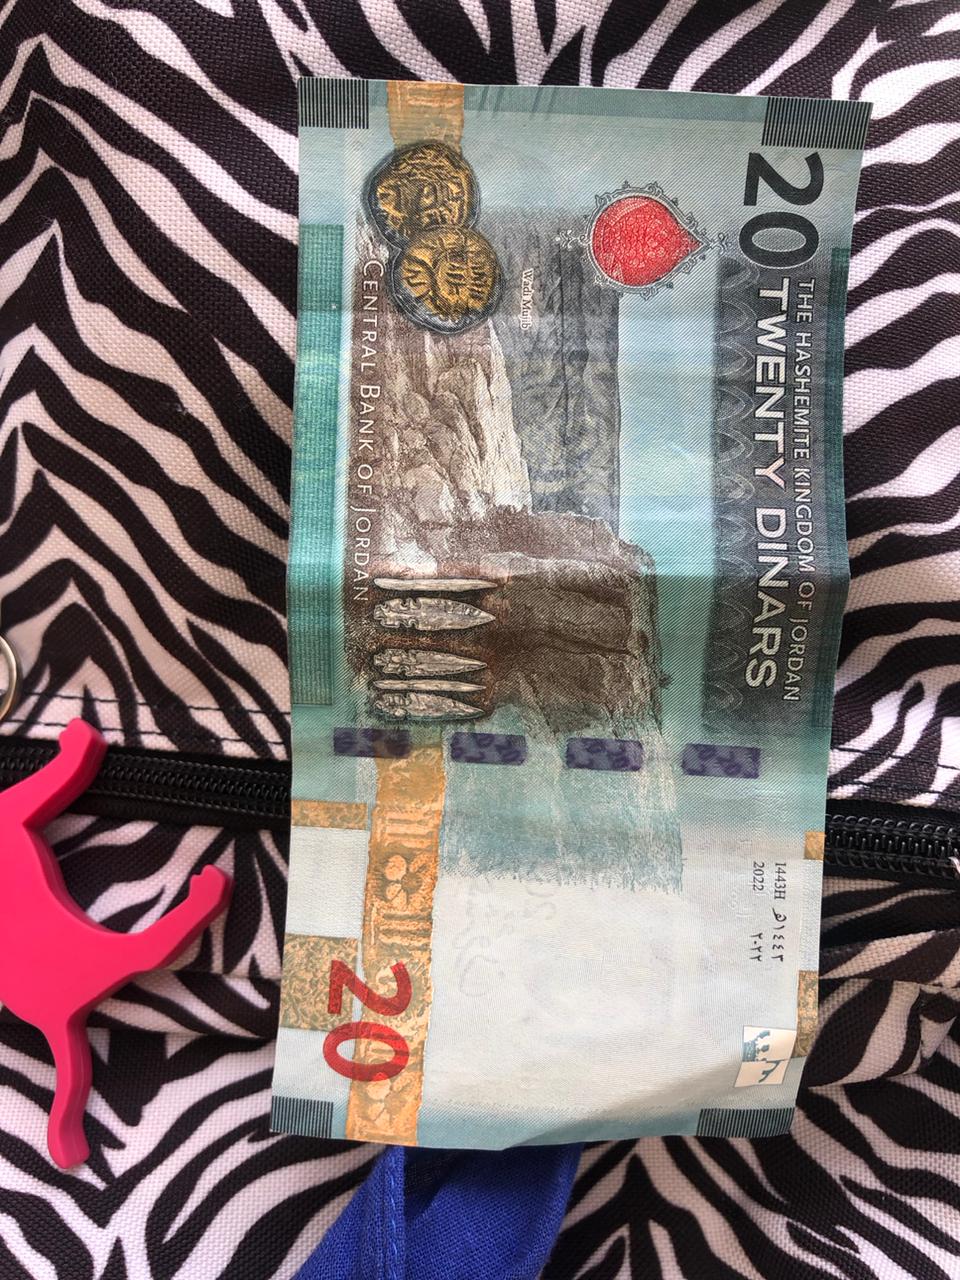 20
THE HASHEMITE KINGDOM OF JORDAN
TWENTY DINARS
Wadi Mujib
CENTRAL BANK OF JORDAN
1443H ١٤٤٣هـ
2022 ٢٠٢٢
20